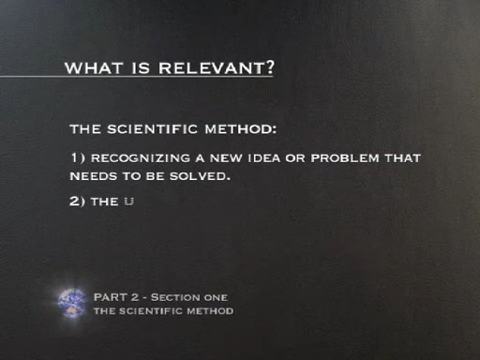 WHAT IS RELEVANT?
THE SCIENTIFIC METHOD:
1) RECOGNIZING A NEW IDEA OR PROBLEM THAT
NEEDS TO BE SOLVED.
2) THE U
PART 2 - SECTION ONE
THE SCIENTIFIC METHOD